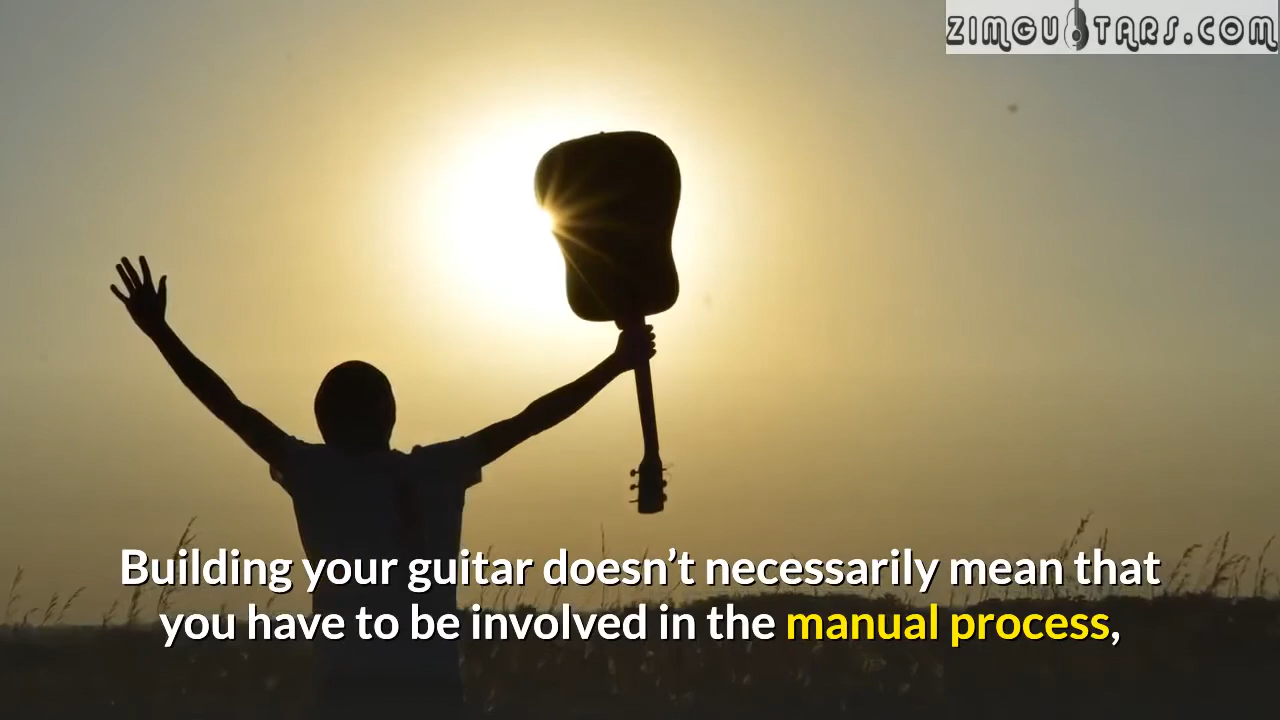 ZIMGUITARS.COM
Building your guitar doesn’t necessarily mean that
you have to be involved in the manual process,